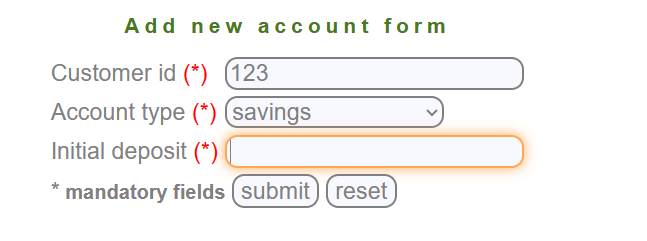 Add new account form
Customer id (*) 123
Account type (*) savings
Initial deposit (*)
* mandatory fields submit reset